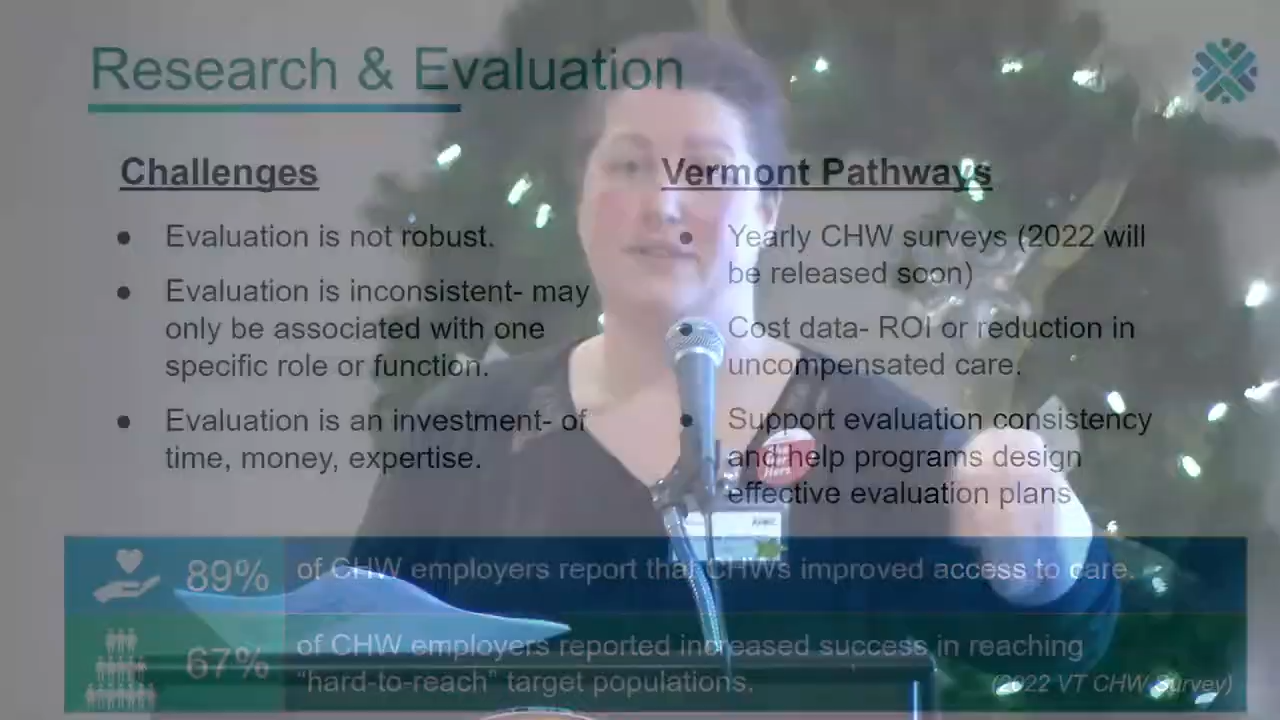 Research & Evaluation
Challenges
Evaluation is not robust.
Evaluation is inconsistent- may
only be associated with one
specific role or function.
Evaluation is an investment- of
time, money, expertise.
Vermont Pathways
Yearly CHW surveys (2022 will
be released soon)
Cost data- ROI or reduction in
uncompensated care.
Support evaluation consistency
and help programs design
effective evaluation plans
89%
of CHW employers report that CHWs improved access to care.
67%
of CHW employers reported increased success in reaching
“hard-to-reach” target populations.
(2022 VT CHW Survey)